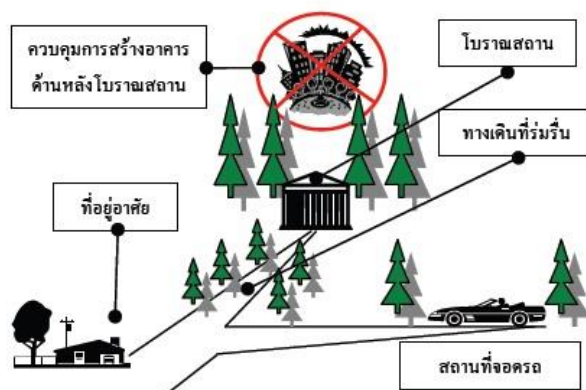 ควบคุมการสร้างอาคาร
ด้านหลังโบราณสถาน
โบราณสถาน
ทางเดินที่ร่มรื่น
ที่อยู่อาศัย
สถานที่จอดรถ